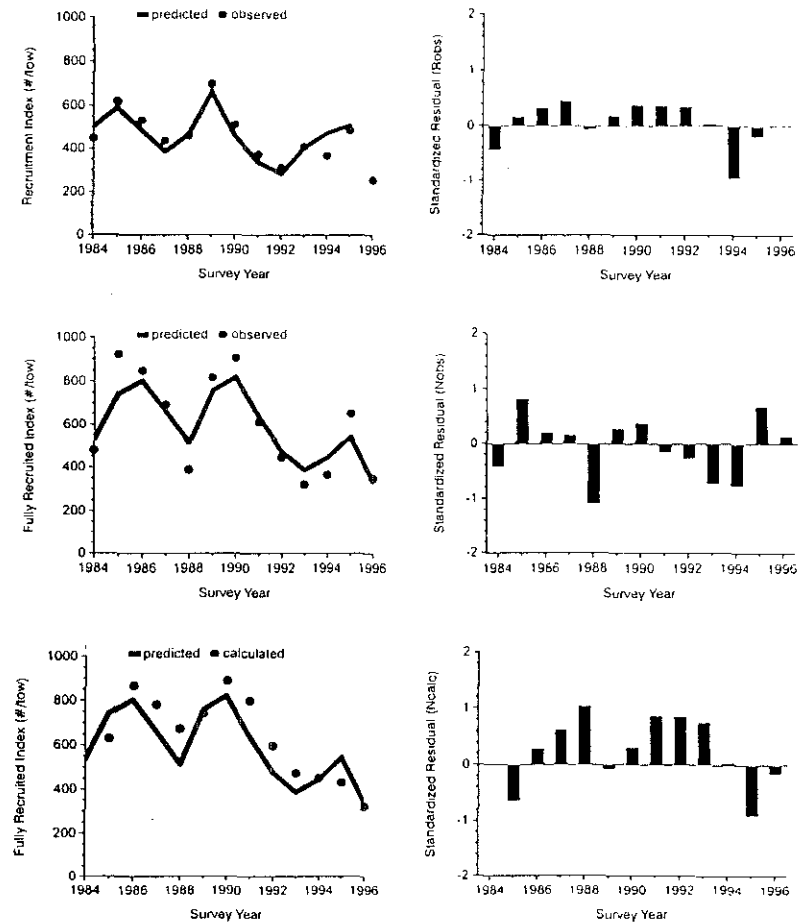 predicted observed
1000
800
600
400
200
0
Recruitment Index (#/tow)
1984 1986 1988 1990 1992 1994 1996
Survey Year
2
1
0
-1
-2
Standardized Residual (Robs)
1984 1986 1988 1990 1992 1994 1996
Survey Year
predicted observed
1000
800
600
400
200
0
Fully Recruited Index (#/tow)
1984 1986 1988 1990 1992 1994 1996
Survey Year
2
1
0
-1
-2
Standardized Residual (Nobs)
1984 1986 1988 1990 1992 1994 1996
Survey Year
predicted calculated
1000
800
600
400
200
0
Fully Recruited Index (#/tow)
1984 1986 1988 1990 1992 1994 1996
Survey Year
2
1
0
-1
-2
Standardized Residual (Ncalc)
1984 1986 1988 1990 1992 1994 1996
Survey Year